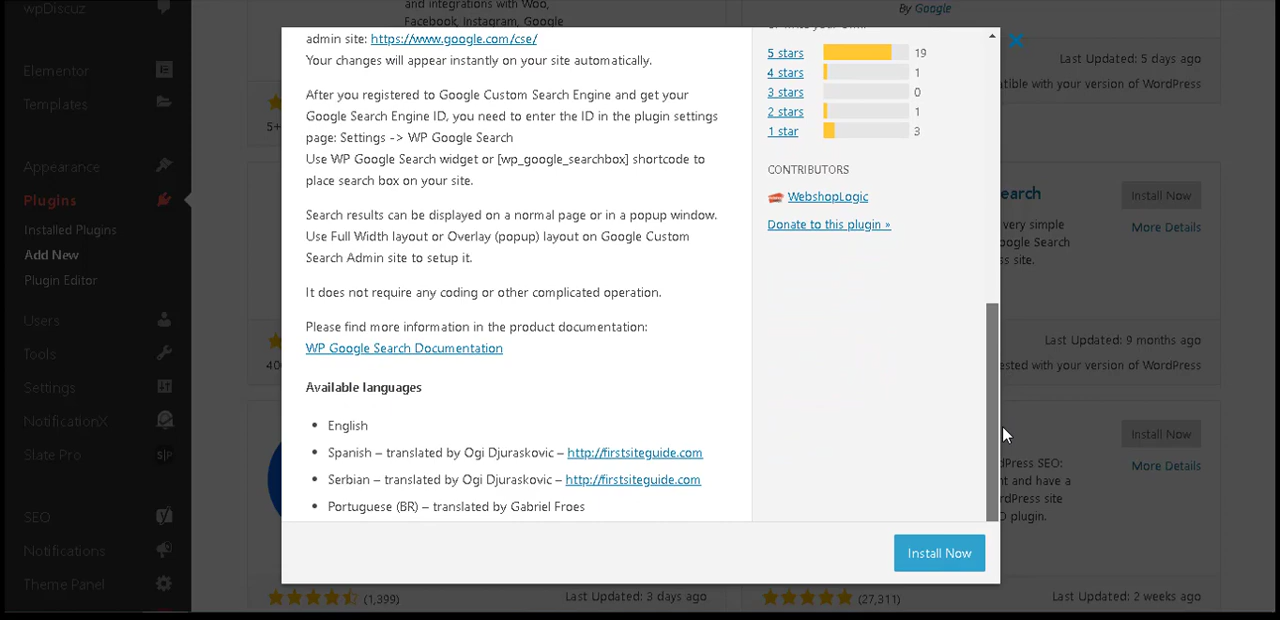 wpDiscuz
Elementor
Templates
Appearance
Plugins
Installed Plugins
Add New
Plugin Editor
Users
Tools
Settings
NotificationX
Slate Pro
SEO
Notifications
Theme Panel
and integrations with Woo,
Facebook, Instagram, Google
By Google
Last Updated: 5 days ago
with your version of WordPress
admin site: https://www.google.com/cse/
Your changes will appear instantly on your site automatically.
After you registered to Google Custom Search Engine and get your
Google Search Engine ID, you need to enter the ID in the plugin settings
page: Settings -> WP Google Search
Use WP Google Search widget or [wp_google_searchbox] shortcode to
place search box on your site.
Search results can be displayed on a normal page or in a popup window.
Use Full Width layout or Overlay (popup) layout on Google Custom
Search Admin site to setup it.
It does not require any coding or other complicated operation.
Please find more information in the product documentation:
WP Google Search Documentation
Available languages
• English
• Spanish – translated by Ogi Djuraskovic – http://firstsiteguide.com
• Serbian – translated by Ogi Djuraskovic – http://firstsiteguide.com
• Portuguese (BR) – translated by Gabriel Froes
5 stars 19
4 stars 1
3 stars 0
2 stars 1
1 star 3
CONTRIBUTORS
WebshopLogic
Donate to this plugin »
Install Now
earch
Install Now
very simple
More Details
oogle Search
s site.
Last Updated: 9 months ago
ested with your version of WordPress
Install Now
dPress SEO:
More Details
nt and have a
rdPress site
O plugin.
(1,399)
Last Updated: 3 days ago
(27,311)
Last Updated: 2 weeks ago